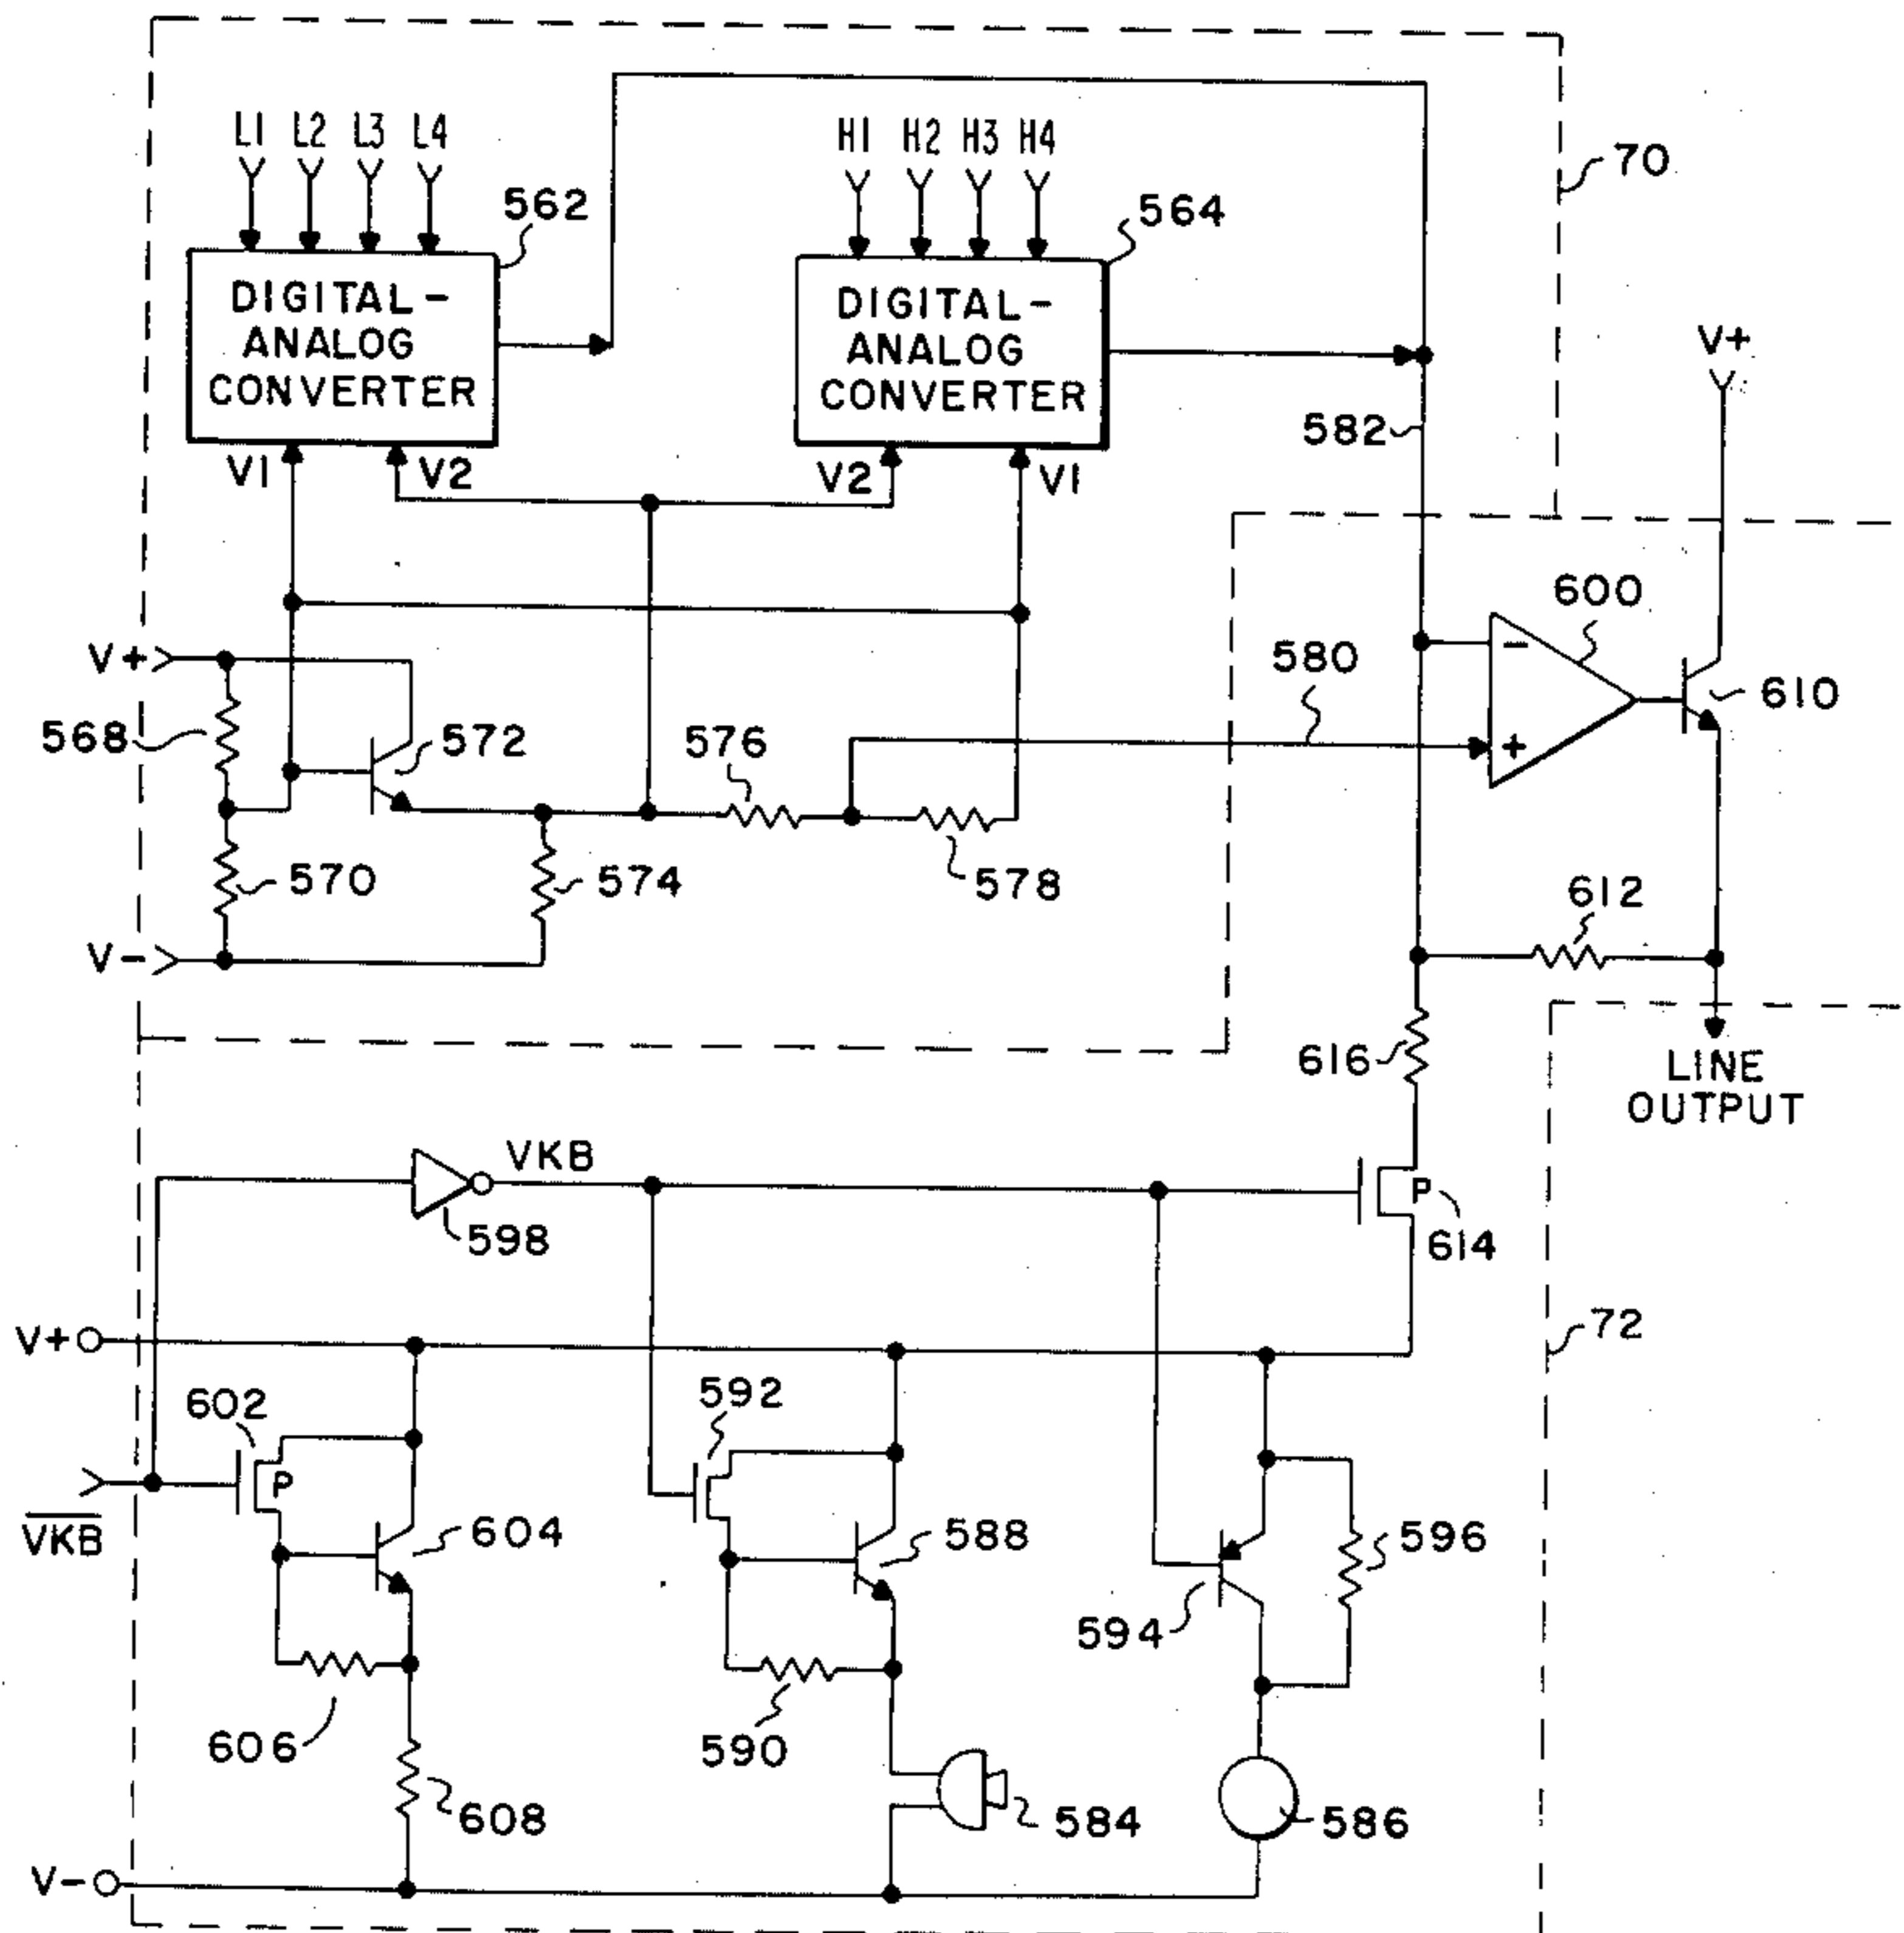 L1 L2 L3 L4
H1 H2 H3 H4
70
562
564
DIGITAL-
ANALOG
CONVERTER
DIGITAL-
ANALOG
CONVERTER
V+
582
V1 V2
V2 V1
600
V+
580
610
568
572
576
570
574
578
612
V-
616
LINE
OUTPUT
VKB
598
P
614
V+
72
602
592
P
V̅K̅B̅
604
588
596
594
606
590
608
584
586
V-